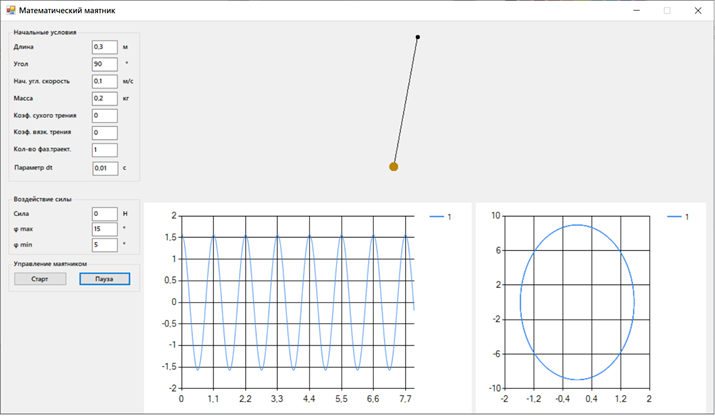 Математический маятник
Начальные условия
Длина 0,3 м
Угол 90 °
Нач. угл. скорость 0,1 м/с
Масса 0,2 кг
Коэф. сухого трения 0
Коэф. вязк. трения 0
Кол-во фаз.траект. 1
Параметр dt 0,01 с
Воздействие силы
Сила 0 Н
φ max 15 °
φ min 5 °
Управление маятником
Старт Пауза
2
1,5
1
0,5
0
-0,5
-1
-1,5
-2
0 1,1 2,2 3,3 4,4 5,5 6,6 7,7
1
10
6
2
-2
-6
-10
-2 -1,2 -0,4 0,4 1,2 2
1